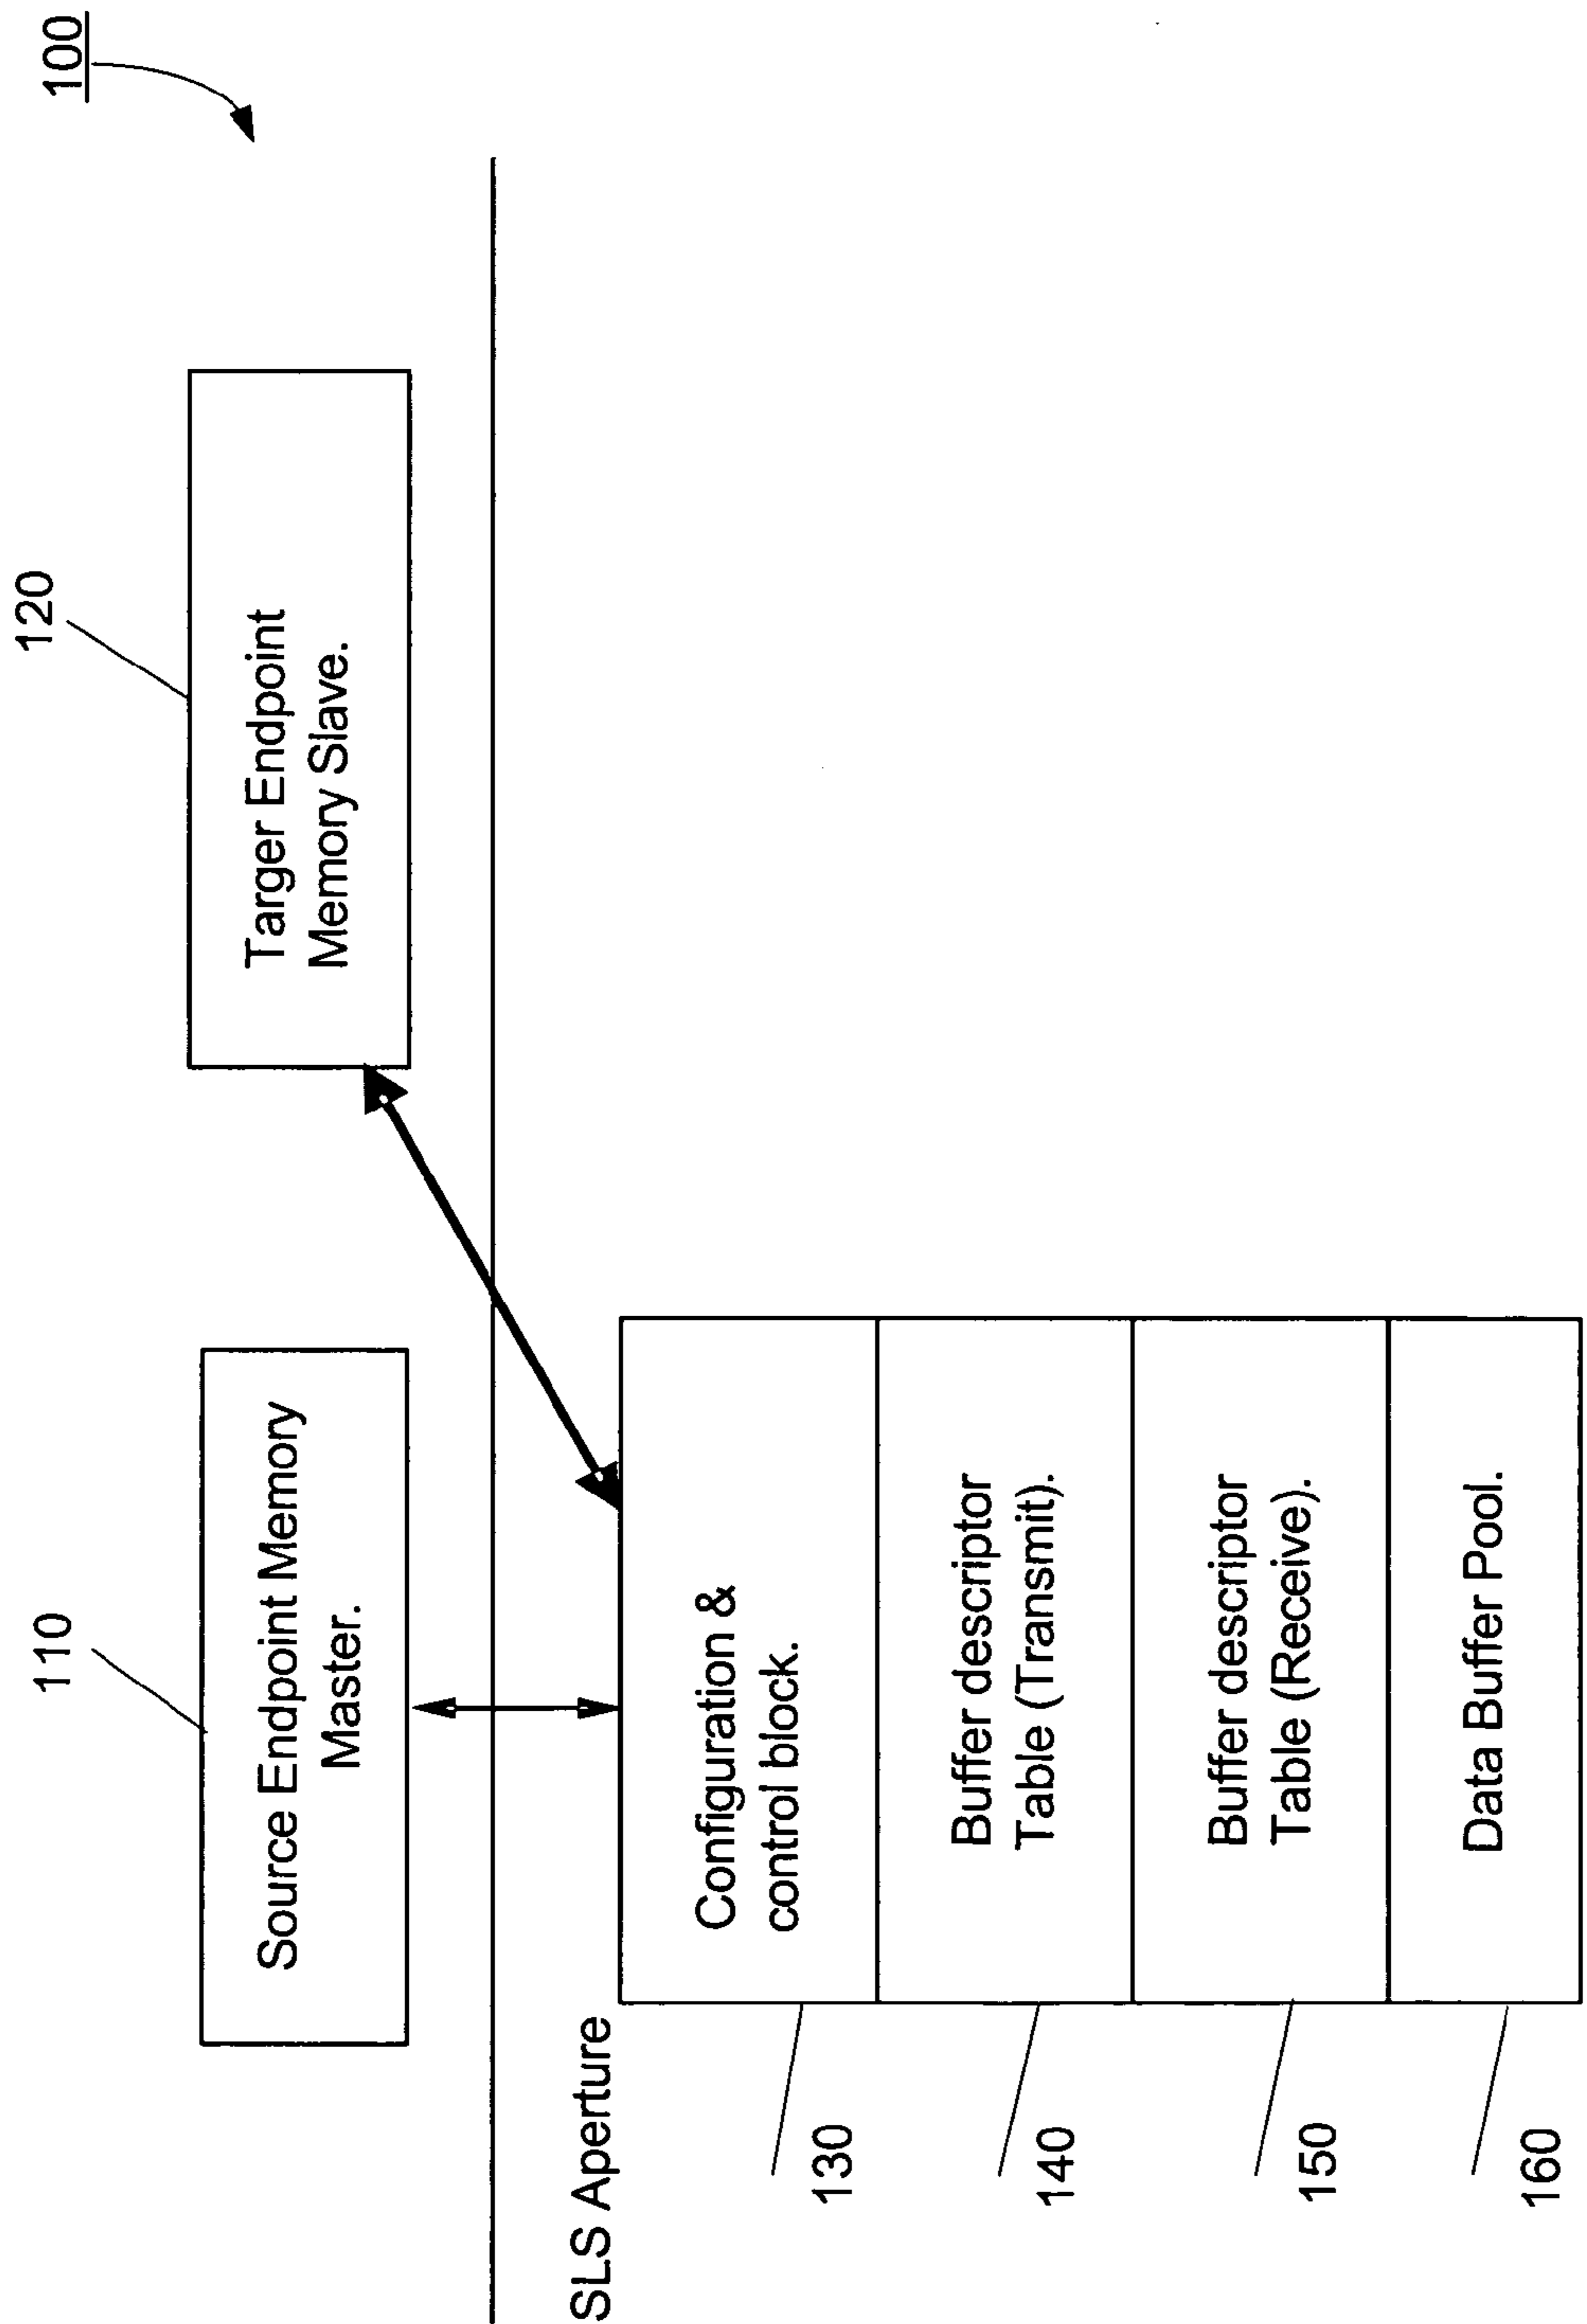 100
110
120
Source Endpoint Memory
Master.
Targer Endpoint
Memory Slave.
SLS Aperture
130
Configuration &
control block.
140
Buffer descriptor
Table (Transmit).
150
Buffer descriptor
Table (Receive).
160
Data Buffer Pool.